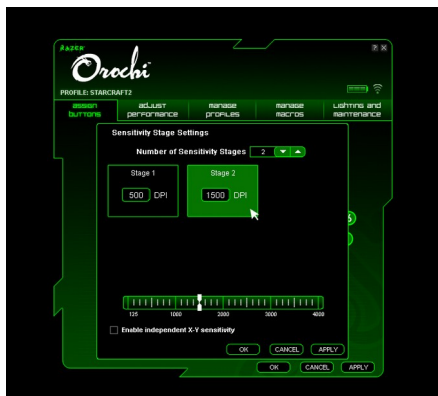 RAZER
Orochi
? X
PROFILE: STARCRAFT2
assign buttons
adjust performance
manage profiles
manage macros
Lighting and maintenance
Sensitivity Stage Settings
Number of Sensitivity Stages 2
Stage 1
500 DPI
Stage 2
1500 DPI
125 1000 2000 3000 4000
Enable independent X-Y sensitivity
OK CANCEL APPLY
OK CANCEL APPLY